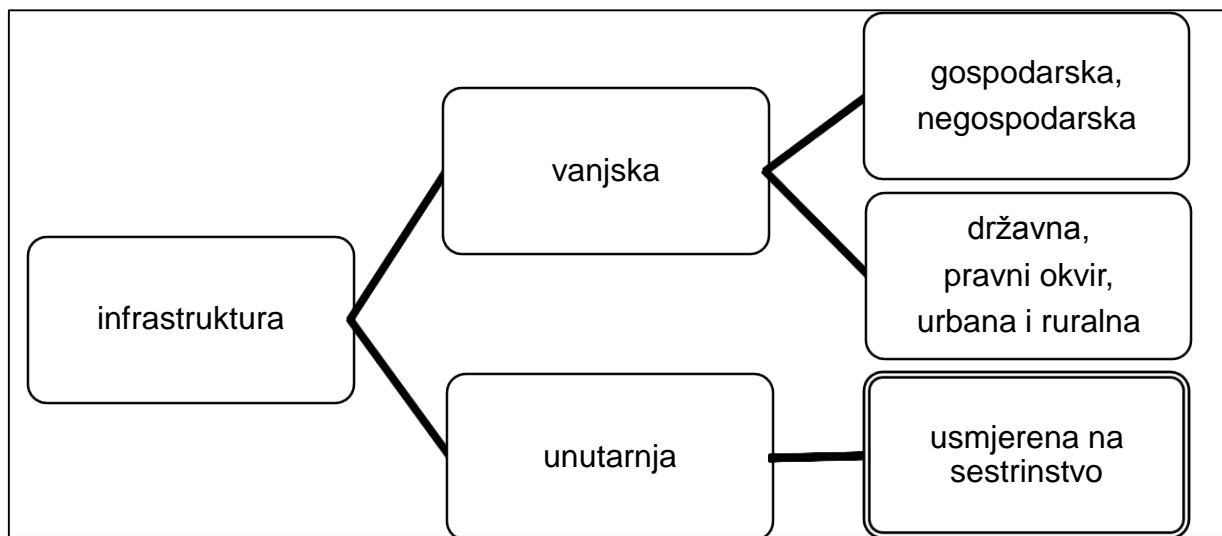 infrastruktura
vanjska
gospodarska,
negospodarska
državna,
pravni okvir,
urbana i ruralna
unutarnja
usmjerena na
sestrinstvo